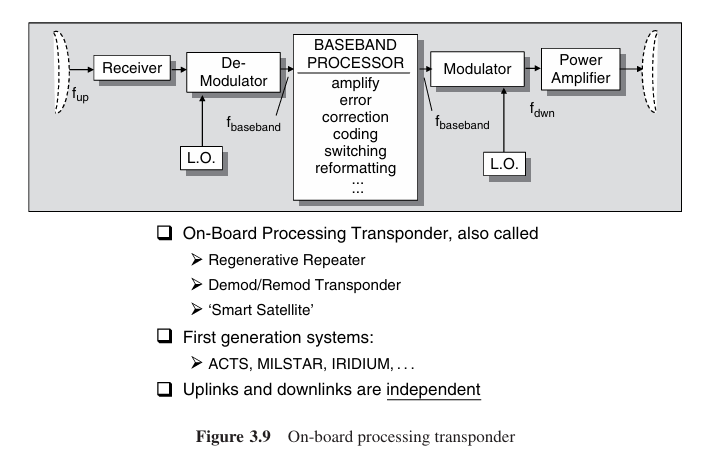 f_up
Receiver
De-
Modulator
L.O.
f_baseband
BASEBAND
PROCESSOR
amplify
error
correction
coding
switching
reformatting
...
...
f_baseband
Modulator
L.O.
f_dwn
Power
Amplifier
❑ On-Board Processing Transponder, also called
➢ Regenerative Repeater
➢ Demod/Remod Transponder
➢ ‘Smart Satellite’
❑ First generation systems:
➢ ACTS, MILSTAR, IRIDIUM, . . .
❑ Uplinks and downlinks are independent
Figure 3.9 On-board processing transponder